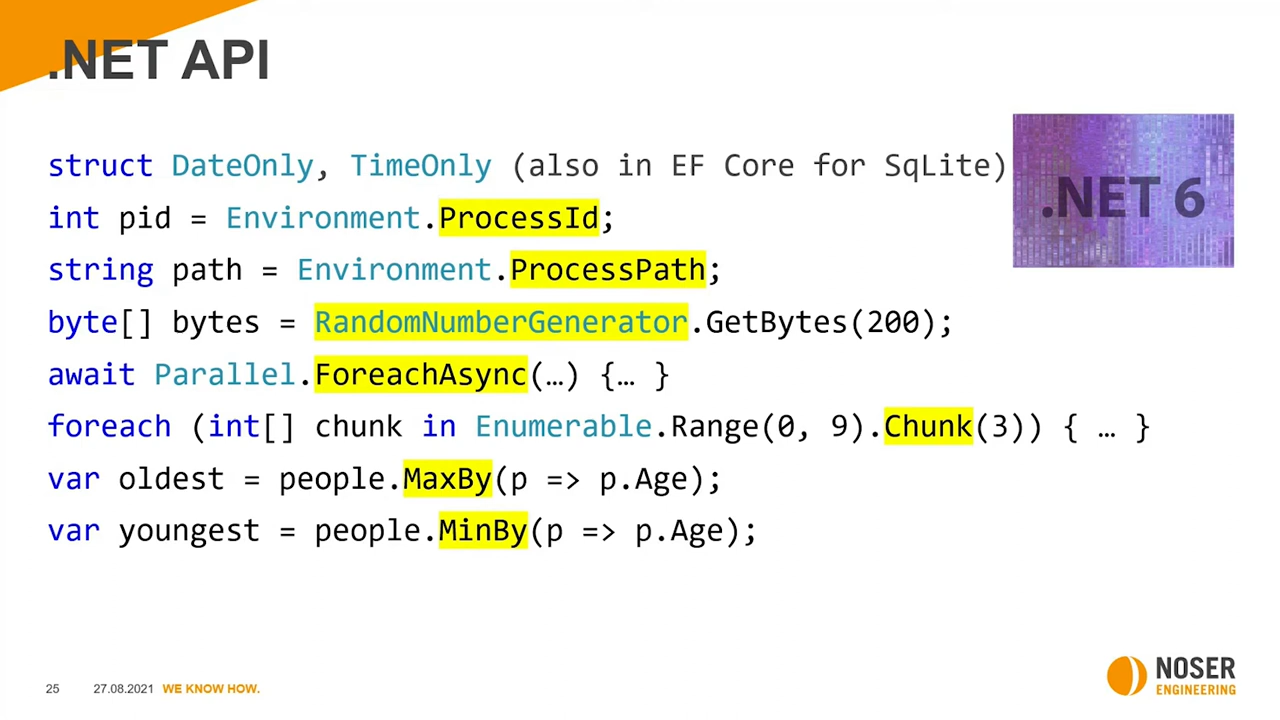 .NET API
struct DateOnly, TimeOnly (also in EF Core for SqLite)
.NET 6
int pid = Environment.ProcessId;
string path = Environment.ProcessPath;
byte[] bytes = RandomNumberGenerator.GetBytes(200);
await Parallel.ForeachAsync(…) {… }
foreach (int[] chunk in Enumerable.Range(0, 9).Chunk(3)) { … }
var oldest = people.MaxBy(p => p.Age);
var youngest = people.MinBy(p => p.Age);
25 27.08.2021 WE KNOW HOW.
NOSER
ENGINEERING